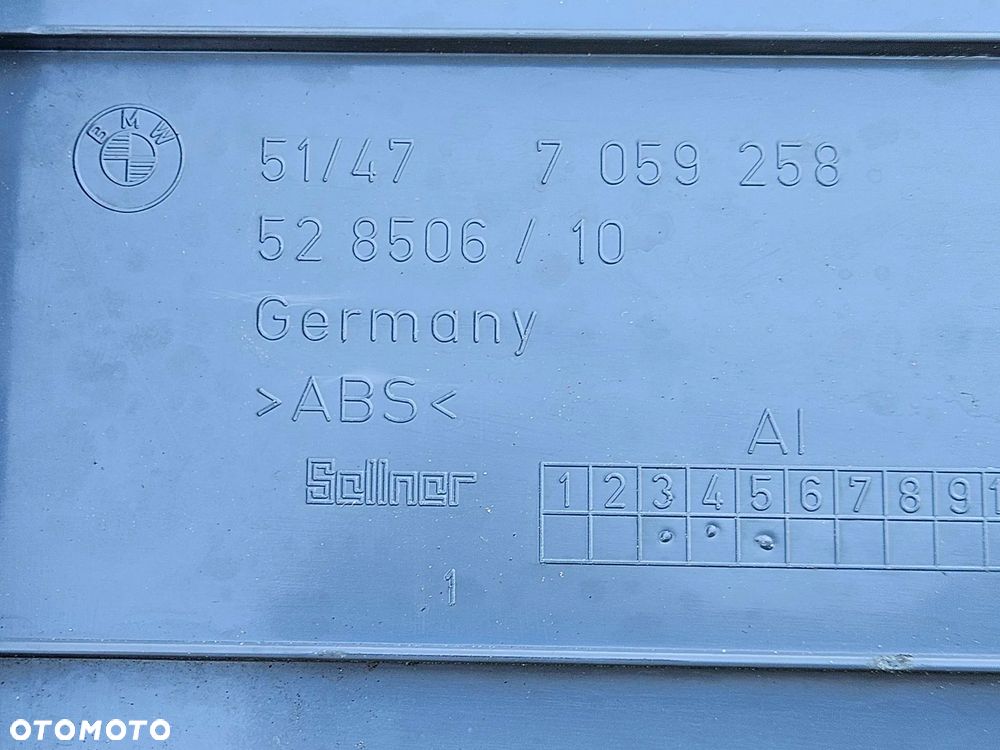 BMW
51/47 7 059 258
52 8506 / 10
Germany
>ABS<
AI
Sellner
1 2 3 4 5 6 7 8 9 1
1
OTOMOTO